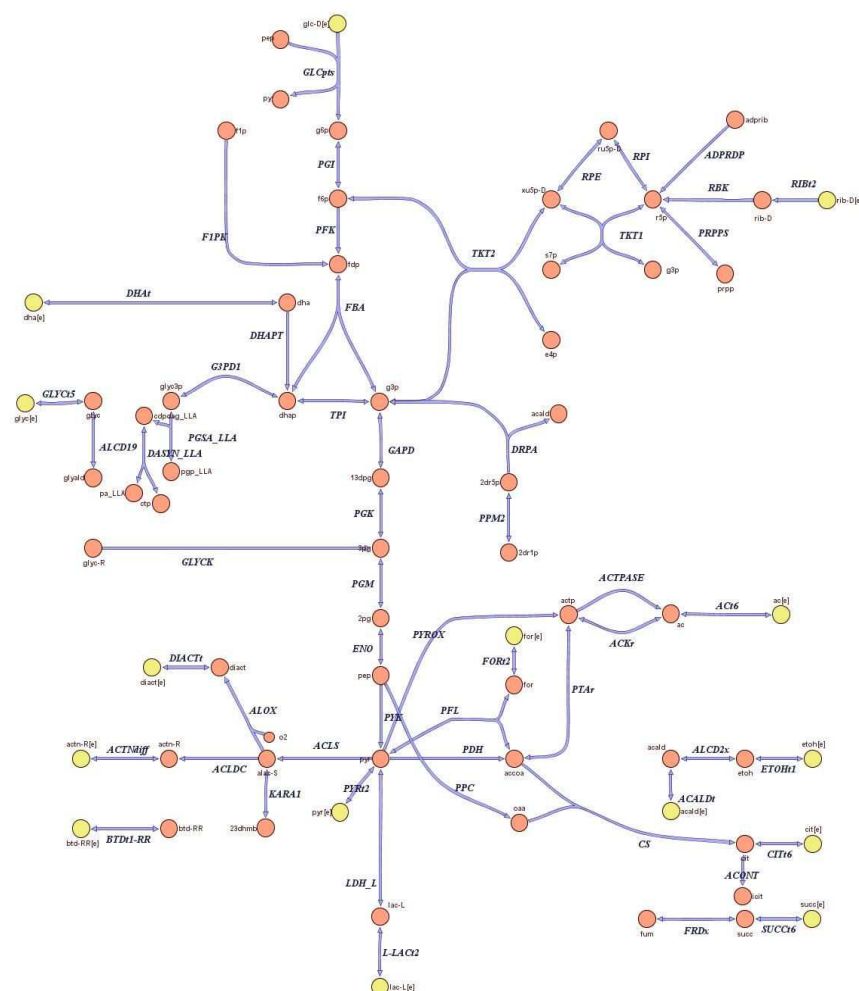 glc-D[e]
pep
GLCpts
py
f1p
g6p
adprib
PGI
ru5p-D
RPI
ADPRDP
RPE
RBK
RIBt2
xu5p-D
f6p
r5p
rib-D
rib-D[e]
PFK
F1PK
TKT2
TKT1
PRPPS
s7p
g3p
prpp
fdp
DHAt
dha
dha[e]
FBA
DHAPT
e4p
G3PD1
glyc3p
g3p
GLYCt5
glyc[e]
glyc
cdpdag_LLA
dhap
TPI
acald
ALCD19
PGSA_LLA
DASYN_LLA
GAPD
DRPA
glyald
pgp_LLA
13dpg
2dr5p
pa_LLA
ctp
PGK
PPM2
3pg
2dr1p
glyc-R
GLYCK
PGM
ACTPASE
2pg
actp
ac[e]
PYROX
for[e]
ac
ACt6
ENO
ACKr
DIACTt
diact
FORt2
diact[e]
pep
for
PTAr
ALOX
PYK
PFL
o2
actn-R[e]
actn-R
ACLS
acald
ALCD2x
etoh[e]
ACTNdiff
PDH
ACLDC
alac-S
pyr
accoa
etoh
ETOHt1
KARA1
PYRt2
PPC
ACALDt
pyr[e]
acald[e]
btd-RR
23dhmb
oaa
btd-RR[e]
BTDt1-RR
CS
cit[e]
cit
CITt6
LDH_L
ACONT
icit
lac-L
succ[e]
fum
FRDx
succ
SUCCt6
L-LACt2
lac-L[e]